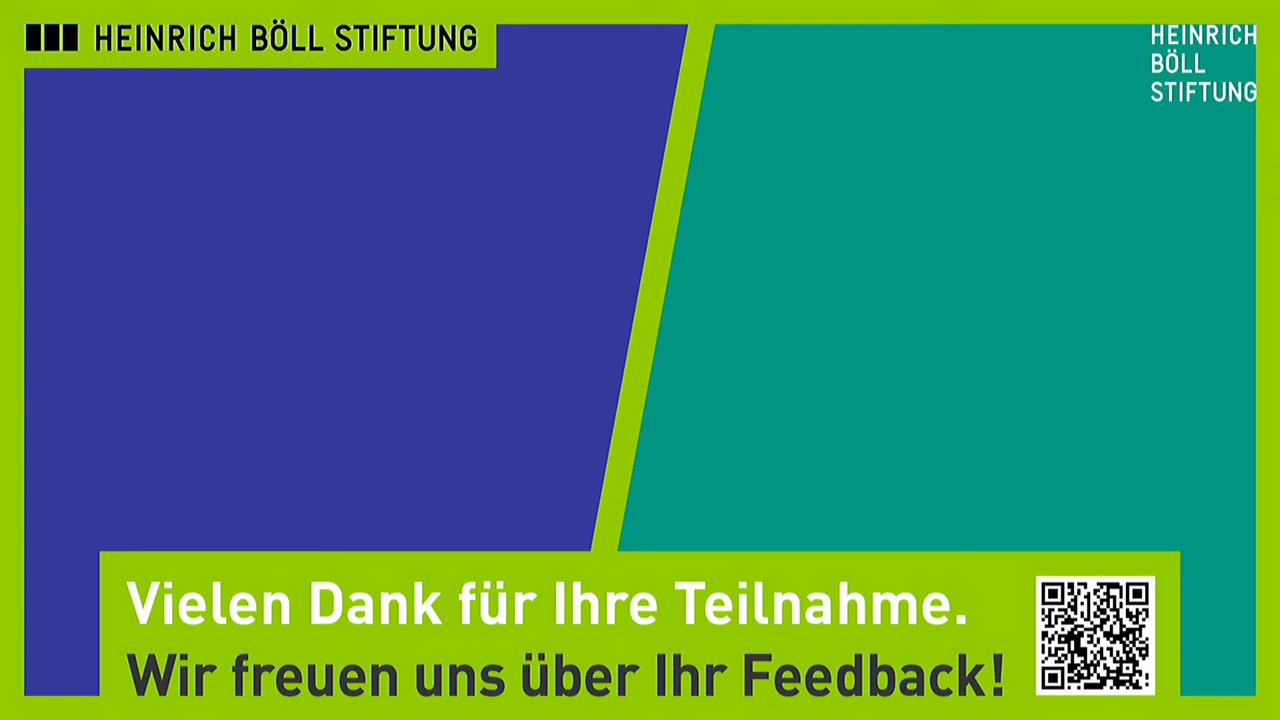 HEINRICH BÖLL STIFTUNG
HEINRICH
BÖLL
STIFTUNG
Vielen Dank für Ihre Teilnahme.
Wir freuen uns über Ihr Feedback!